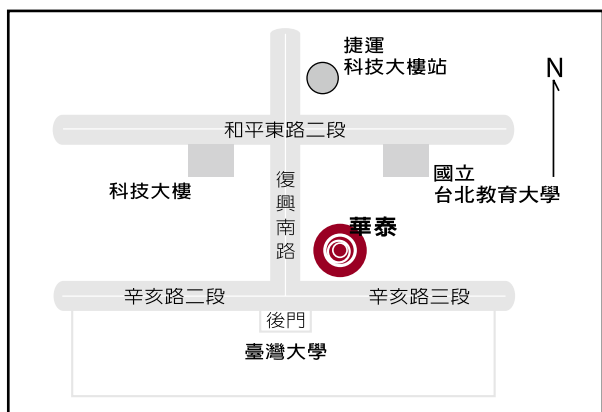 捷運
科技大樓站
N
和平東路二段
科技大樓
國立
台北教育大學
復興南路
華泰
辛亥路二段
辛亥路三段
後門
臺灣大學